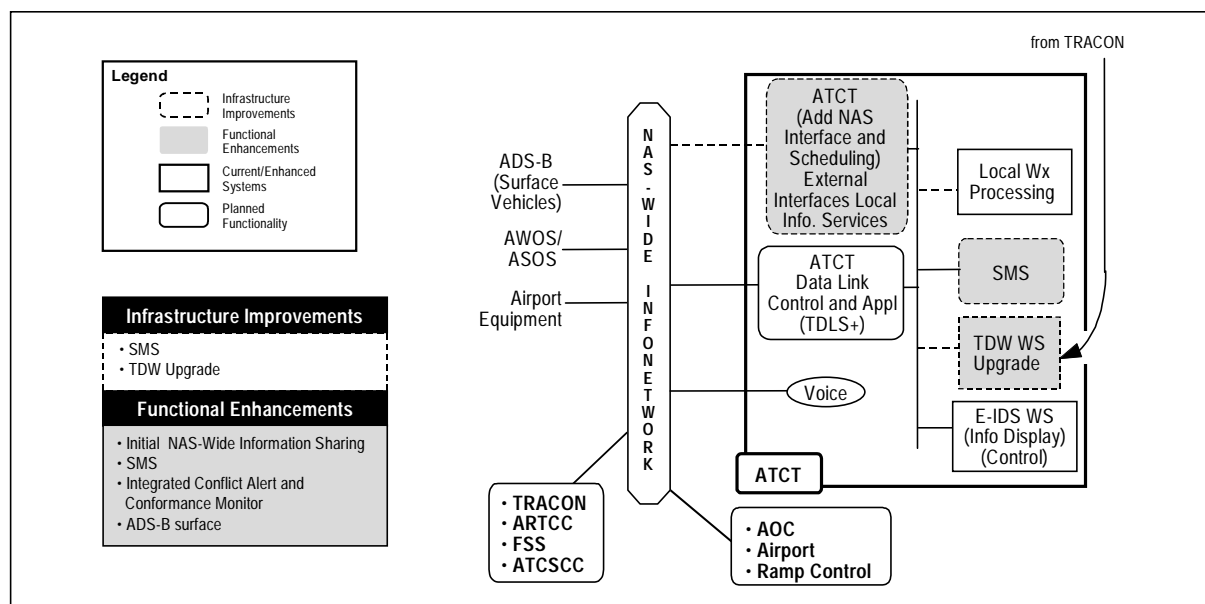 from TRACON
Legend
Infrastructure
Improvements
Functional
Enhancements
Current/Enhanced
Systems
Planned
Functionality
Infrastructure Improvements
• SMS
• TDW Upgrade
Functional Enhancements
• Initial NAS-Wide Information Sharing
• SMS
• Integrated Conflict Alert and
Conformance Monitor
• ADS-B surface
ADS-B
(Surface
Vehicles)
AWOS/
ASOS
Airport
Equipment
NAS-WIDE INFONETWORK
• TRACON
• ARTCC
• FSS
• ATCSCC
• AOC
• Airport
• Ramp Control
ATCT
(Add NAS
Interface and
Scheduling)
External
Interfaces Local
Info. Services
ATCT
Data Link
Control and Appl
(TDLS+)
Voice
ATCT
Local Wx
Processing
SMS
TDW WS
Upgrade
E-IDS WS
(Info Display)
(Control)